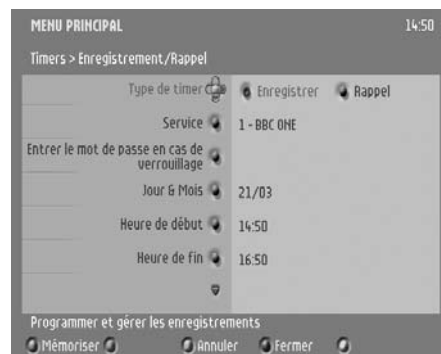 MENU PRINCIPAL 14:50
Timers > Enregistrement/Rappel
Type de timer Enregistrer Rappel
Service 1 - BBC ONE
Entrer le mot de passe en cas de
verrouillage
Jour & Mois 21/03
Heure de début 14:50
Heure de fin 16:50
Programmer et gérer les enregistrements
Mémoriser Annuler Fermer